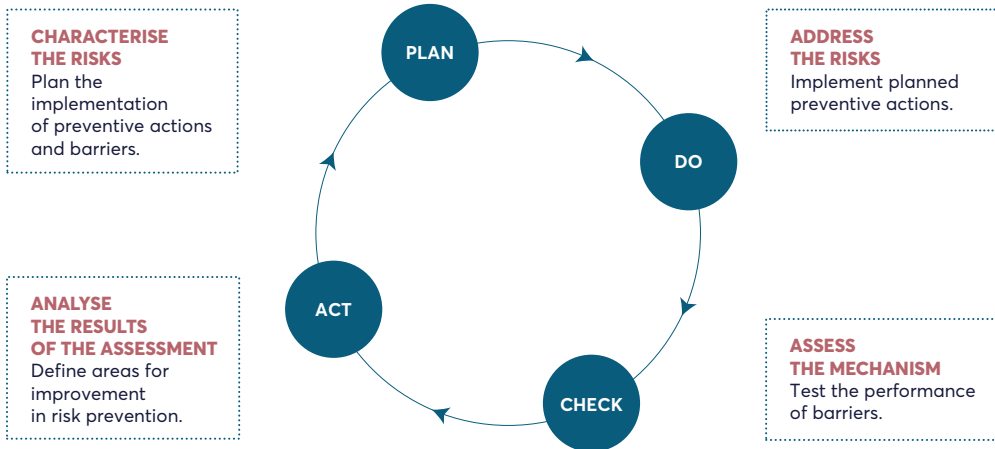 CHARACTERISE
THE RISKS
Plan the
implementation
of preventive actions
and barriers.
PLAN
ADDRESS
THE RISKS
Implement planned
preventive actions.
DO
ANALYSE
THE RESULTS
OF THE ASSESSMENT
Define areas for
improvement
in risk prevention.
ACT
CHECK
ASSESS
THE MECHANISM
Test the performance
of barriers.